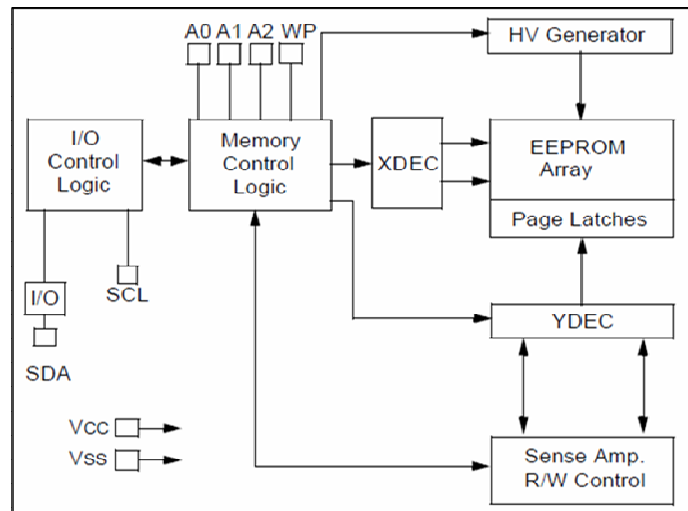 A0 A1 A2 WP
HV Generator
I/O
Control
Logic
Memory
Control
Logic
XDEC
EEPROM
Array
Page Latches
I/O
SCL
SDA
YDEC
Vcc
Vss
Sense Amp.
R/W Control